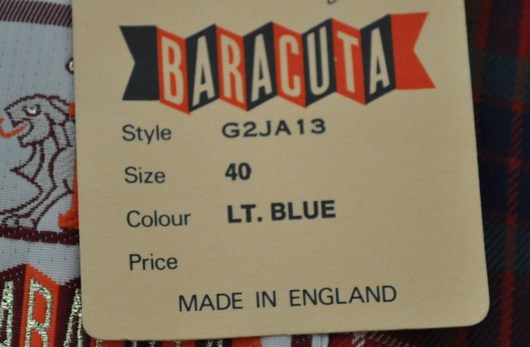 BARACUTA
Style G2JA13
Size 40
Colour LT. BLUE
Price
MADE IN ENGLAND